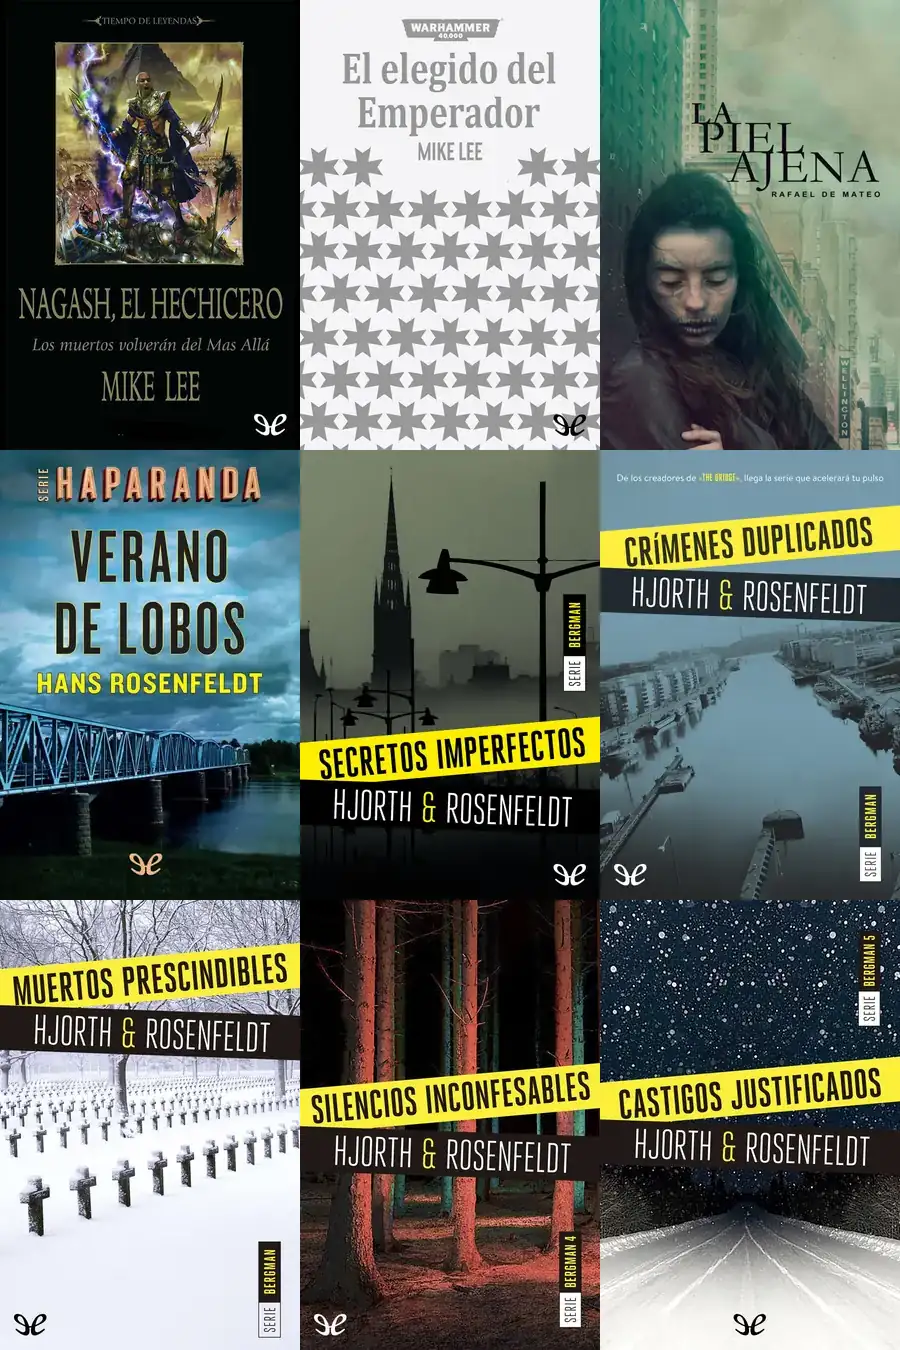 TIEMPO DE LEYENDAS
NAGASH, EL HECHICERO
Los muertos volverán del Mas Allá
MIKE LEE
WARHAMMER
40,000
El elegido del
Emperador
MIKE LEE
LA
PIEL
AJENA
RAFAEL DE MATEO
WELLINGTON
SERIE HAPARANDA
VERANO
DE LOBOS
HANS ROSENFELDT
SERIE BERGMAN
SECRETOS IMPERFECTOS
HJORTH & ROSENFELDT
De los creadores de «THE BRIDGE», llega la serie que acelerará tu pulso
CRÍMENES DUPLICADOS
HJORTH & ROSENFELDT
SERIE BERGMAN
MUERTOS PRESCINDIBLES
HJORTH & ROSENFELDT
SERIE BERGMAN
SILENCIOS INCONFESABLES
HJORTH & ROSENFELDT
SERIE BERGMAN 4
SERIE BERGMAN 5
CASTIGOS JUSTIFICADOS
HJORTH & ROSENFELDT